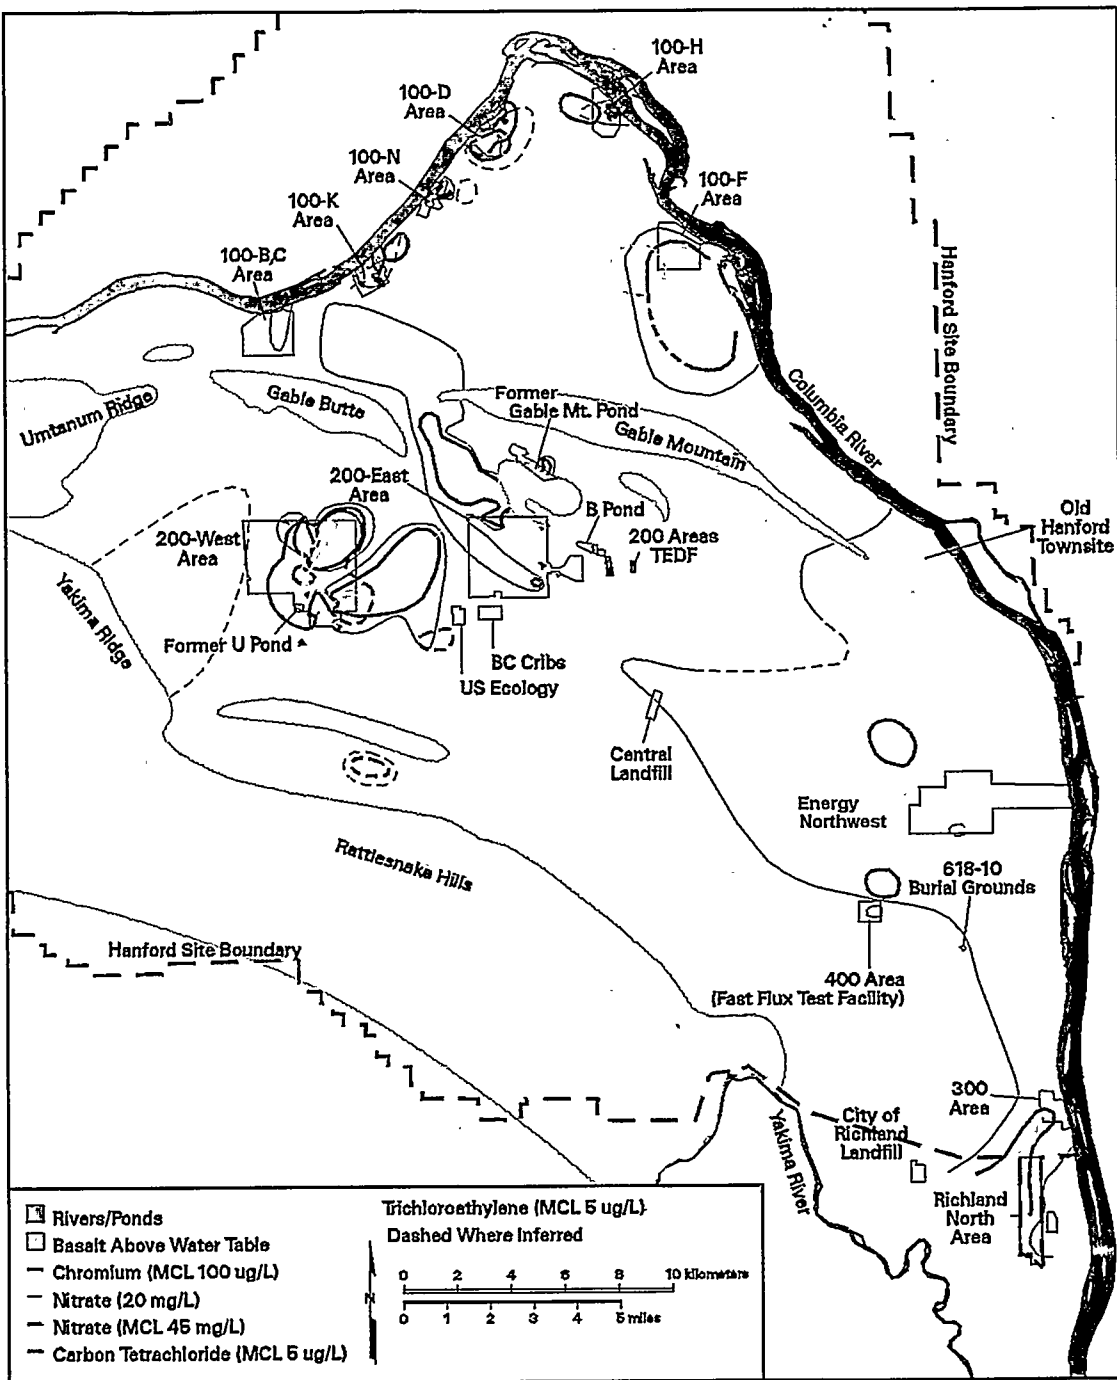 100-H
Area
100-D
Area
100-N
Area
100-K
Area
100-F
Area
100-B,C
Area
Hanford Site Boundary
Columbia River
Umtanum Ridge
Gable Butte
Former
Gable Mt. Pond
Gable Mountain
200-East
Area
B Pond
200 Areas
TEDF
Old
Hanford
Townsite
200-West
Area
Yakima Ridge
Former U Pond
BC Cribs
US Ecology
Central
Landfill
Energy
Northwest
Rattlesnake Hills
618-10
Burial Grounds
Hanford Site Boundary
400 Area
(Fast Flux Test Facility)
300
Area
City of
Richland
Landfill
Yakima River
Richland
North
Area
Rivers/Ponds
Basalt Above Water Table
Chromium (MCL 100 ug/L)
Nitrate (20 mg/L)
Nitrate (MCL 45 mg/L)
Carbon Tetrachloride (MCL 5 ug/L)
Trichloroethylene (MCL 5 ug/L)
Dashed Where Inferred
N
0 2 4 6 8 10 kilometers
0 1 2 3 4 5 miles